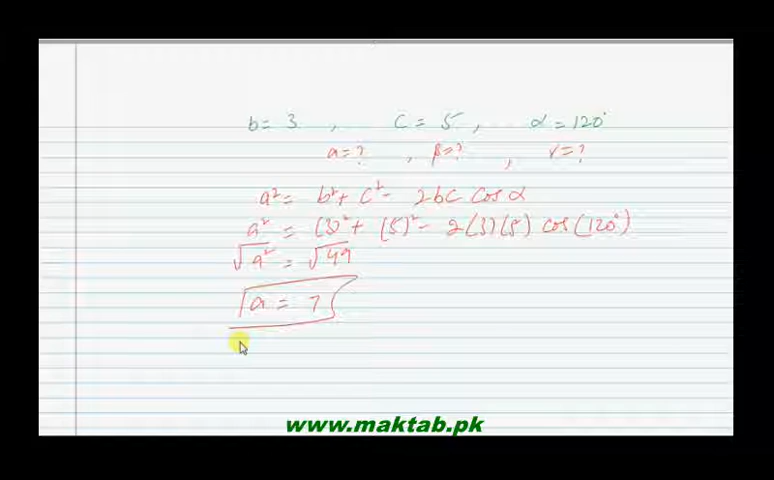 b = 3 , c = 5 , α = 120°
a = ? , β = ? , γ = ?
a² = b² + c² - 2bc Cos α
a² = (3)² + (5)² - 2(3)(5) cos(120°)
√a² = √49
a = 7
www.maktab.pk